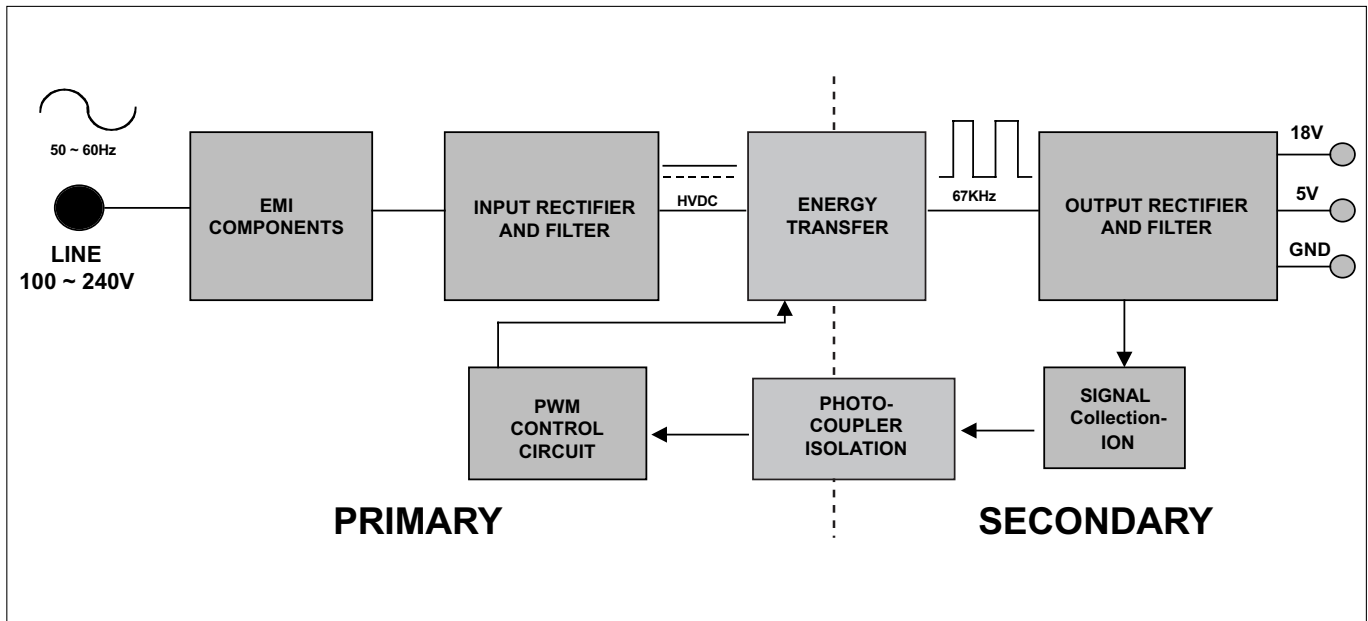 50 ~ 60Hz
LINE
100 ~ 240V
EMI
COMPONENTS
INPUT RECTIFIER
AND FILTER
HVDC
ENERGY
TRANSFER
67KHz
OUTPUT RECTIFIER
AND FILTER
18V
5V
GND
PWM
CONTROL
CIRCUIT
PHOTO-
COUPLER
ISOLATION
SIGNAL
Collection-
ION
PRIMARY
SECONDARY